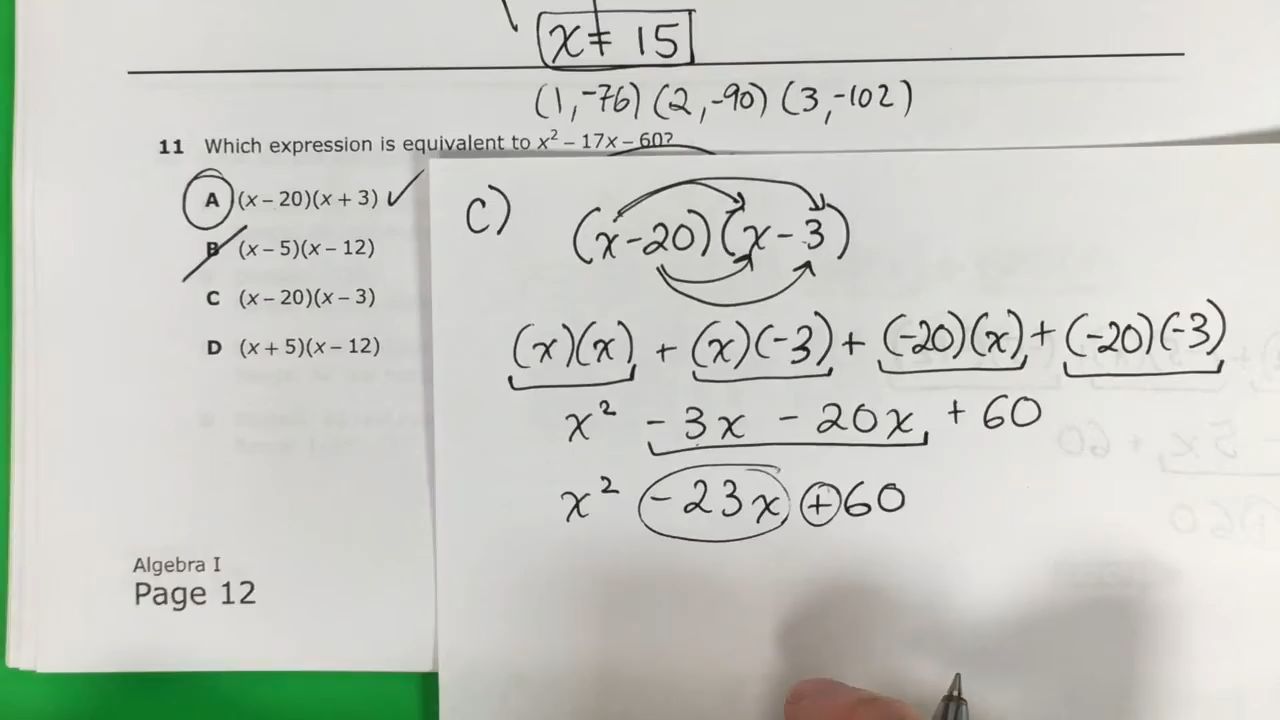 x = 15
(1,-76) (2,-90) (3,-102)
11 Which expression is equivalent to x² – 17x – 60?
A (x – 20)(x + 3) ✓
B (x – 5)(x – 12)
C (x – 20)(x – 3)
D (x + 5)(x – 12)
Algebra I
Page 12
C) (x-20)(x-3)
(x)(x) + (x)(-3) + (-20)(x) + (-20)(-3)
x² - 3x - 20x + 60
x² - 23x + 60